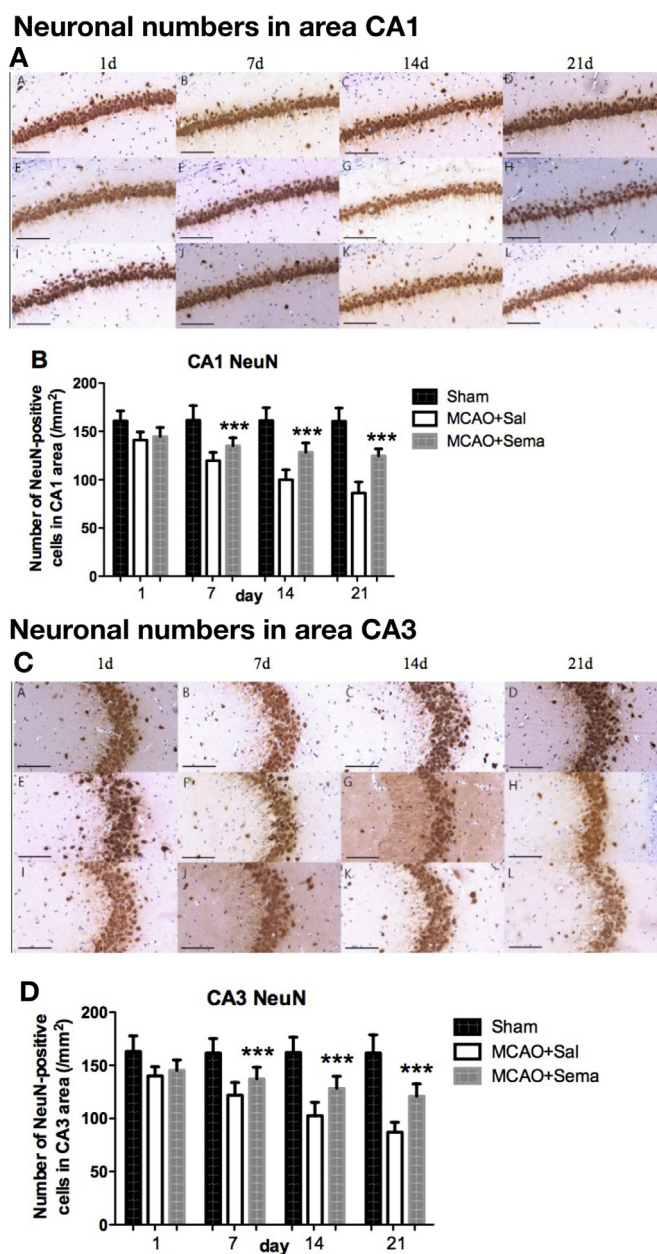 Neuronal numbers in area CA1
A
1d 7d 14d 21d
A B C D
E F G H
I J K L
B
CA1 NeuN
Number of NeuN-positive
cells in CA1 area (/mm²)
200
150
100
50
0
*** *** ***
1 7 day 14 21
Sham
MCAO+Sal
MCAO+Sema
Neuronal numbers in area CA3
C
1d 7d 14d 21d
A B C D
E F G H
I J K L
D
CA3 NeuN
Number of NeuN-positive
cells in CA3 area (/mm²)
200
150
100
50
0
*** *** ***
1 7 day 14 21
Sham
MCAO+Sal
MCAO+Sema